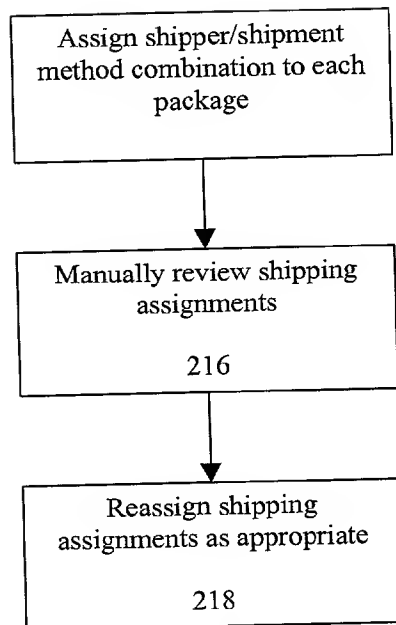 Assign shipper/shipment
method combination to each
package
Manually review shipping
assignments
216
Reassign shipping
assignments as appropriate
218